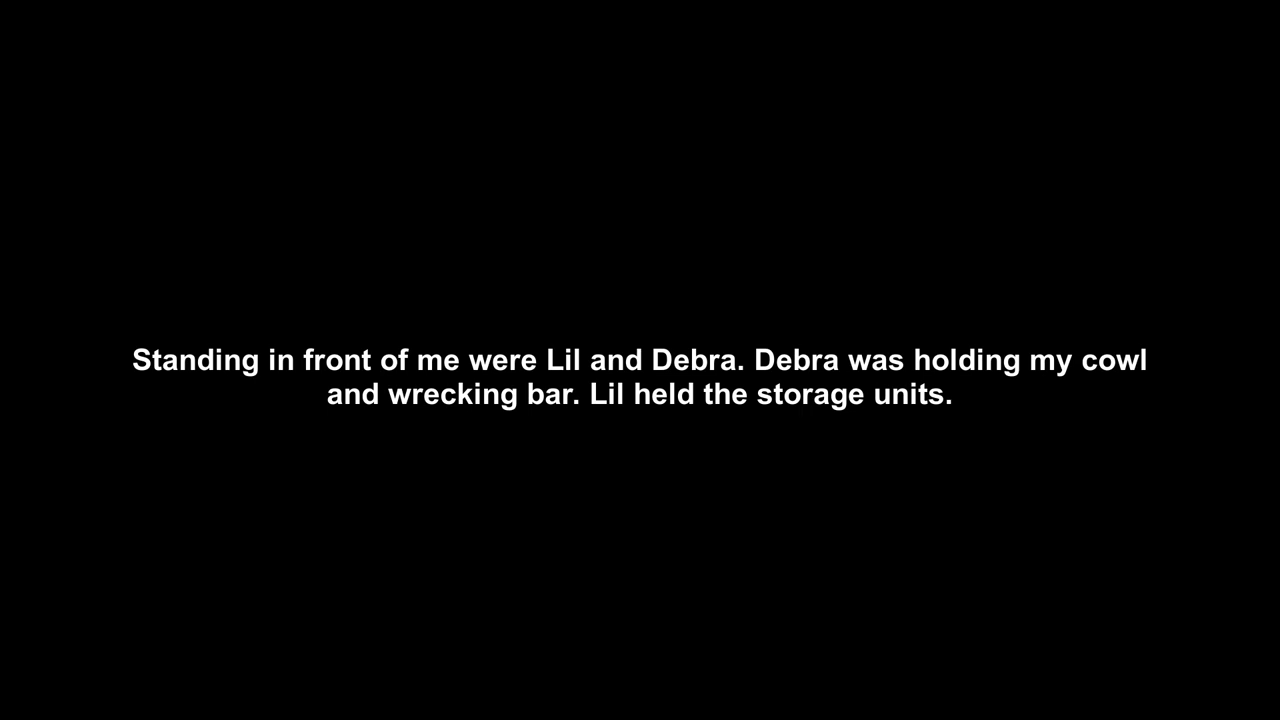 Standing in front of me were Lil and Debra. Debra was holding my cowl
and wrecking bar. Lil held the storage units.